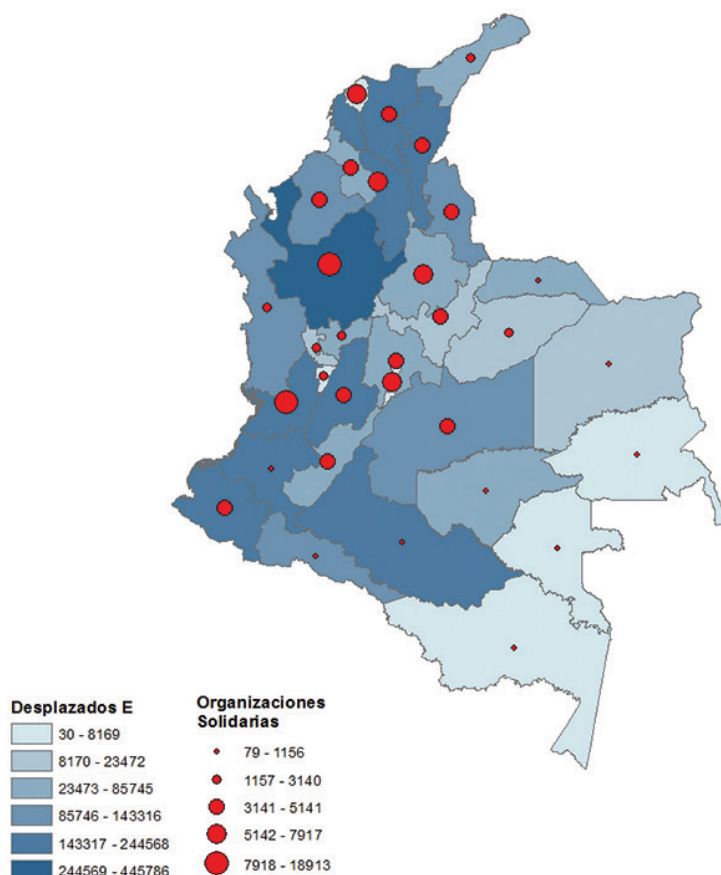 Desplazados E
30 - 8169
8170 - 23472
23473 - 85745
85746 - 143316
143317 - 244568
244569 - 445786
Organizaciones
Solidarias
79 - 1156
1157 - 3140
3141 - 5141
5142 - 7917
7918 - 18913